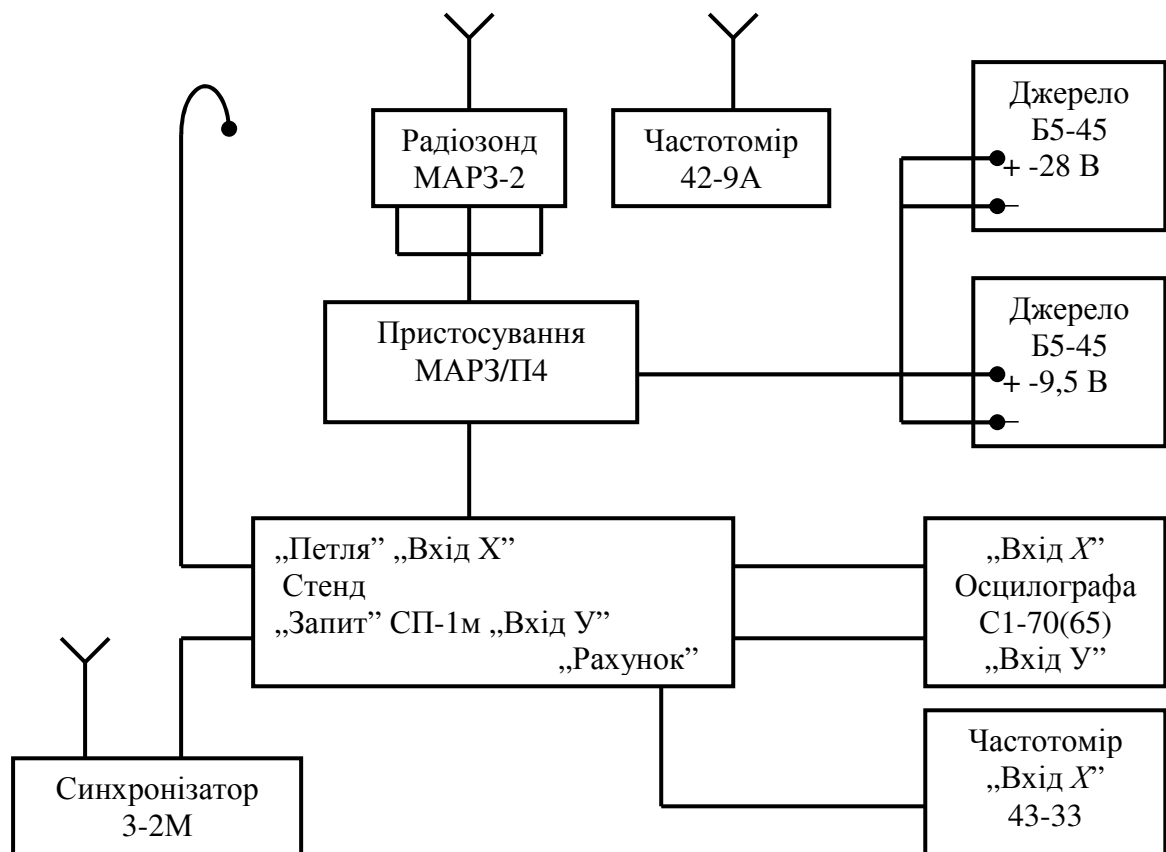 Радіозонд
МАРЗ-2
Частотомір
42-9А
Джерело
Б5-45
+ -28 В
–
Пристосування
МАРЗ/П4
Джерело
Б5-45
+ -9,5 В
–
„Петля” „Вхід Х”
Стенд
„Запит” СП-1м „Вхід У”
„Рахунок”
„Вхід Х”
Осцилографа
С1-70(65)
„Вхід У”
Синхронізатор
3-2М
Частотомір
„Вхід Х”
43-33